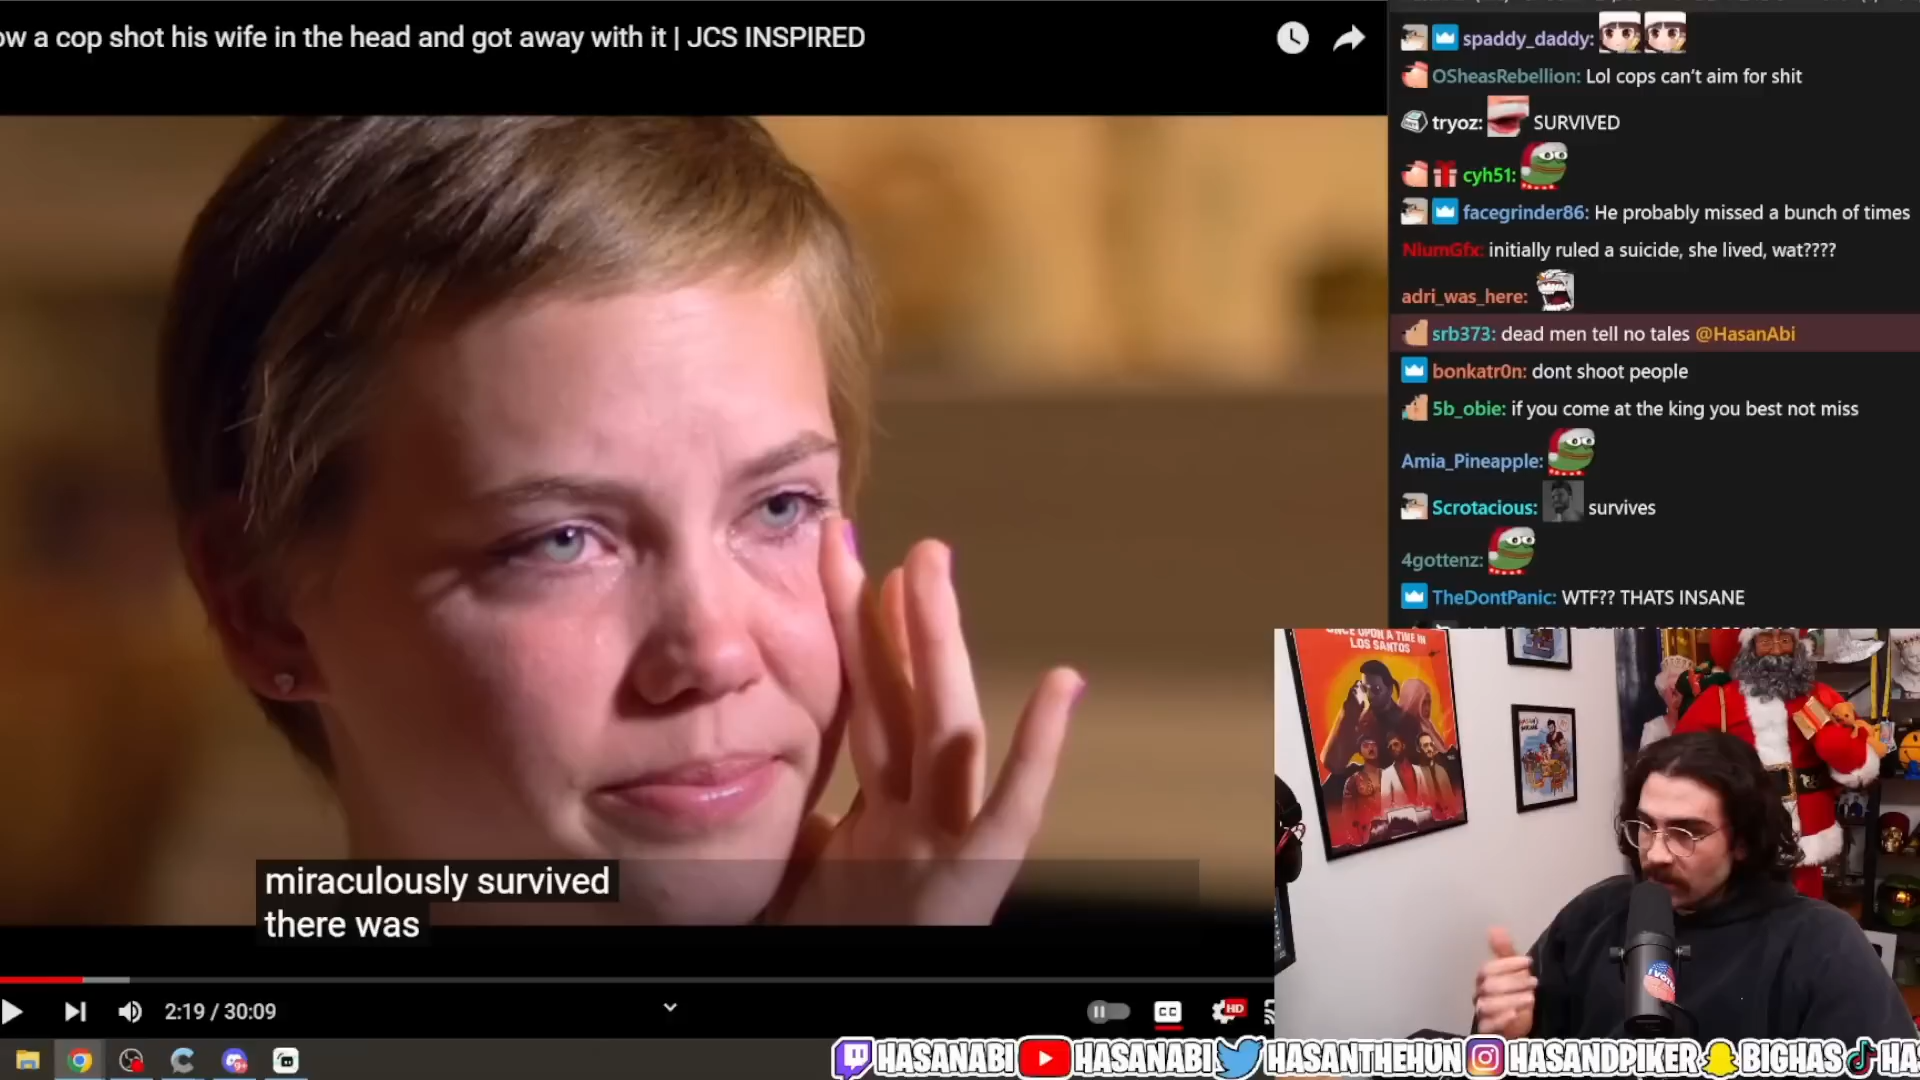 ow a cop shot his wife in the head and got away with it | JCS INSPIRED
miraculously survived
there was
2:19 / 30:09
CC
HD
spaddy_daddy:
OSheasRebellion: Lol cops can’t aim for shit
tryoz: SURVIVED
cyh51:
facegrinder86: He probably missed a bunch of times
NlumGfx: initially ruled a suicide, she lived, wat????
adri_was_here:
srb373: dead men tell no tales @HasanAbi
bonkatr0n: dont shoot people
5b_obie: if you come at the king you best not miss
Amia_Pineapple:
Scrotacious: survives
4gottenz:
TheDontPanic: WTF?? THATS INSANE
ONCE UPON A TIME IN
LOS SANTOS
I VOTED
HASANABI HASANABI HASANTHEHUN HASANDPIKER BIGHAS HA